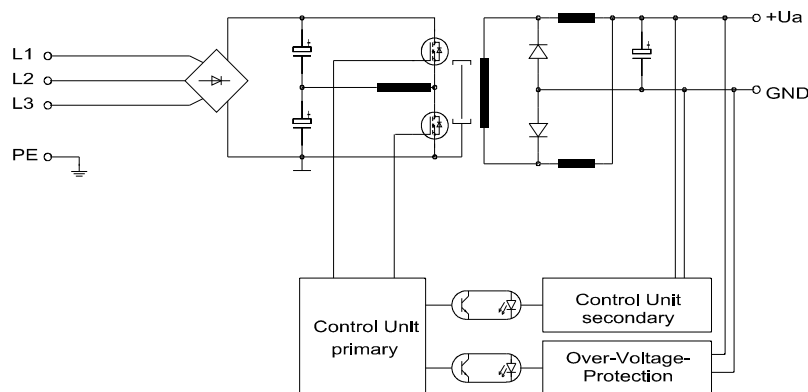 L1
L2
L3
PE
+Ua
GND
Control Unit
primary
Control Unit
secondary
Over-Voltage-
Protection